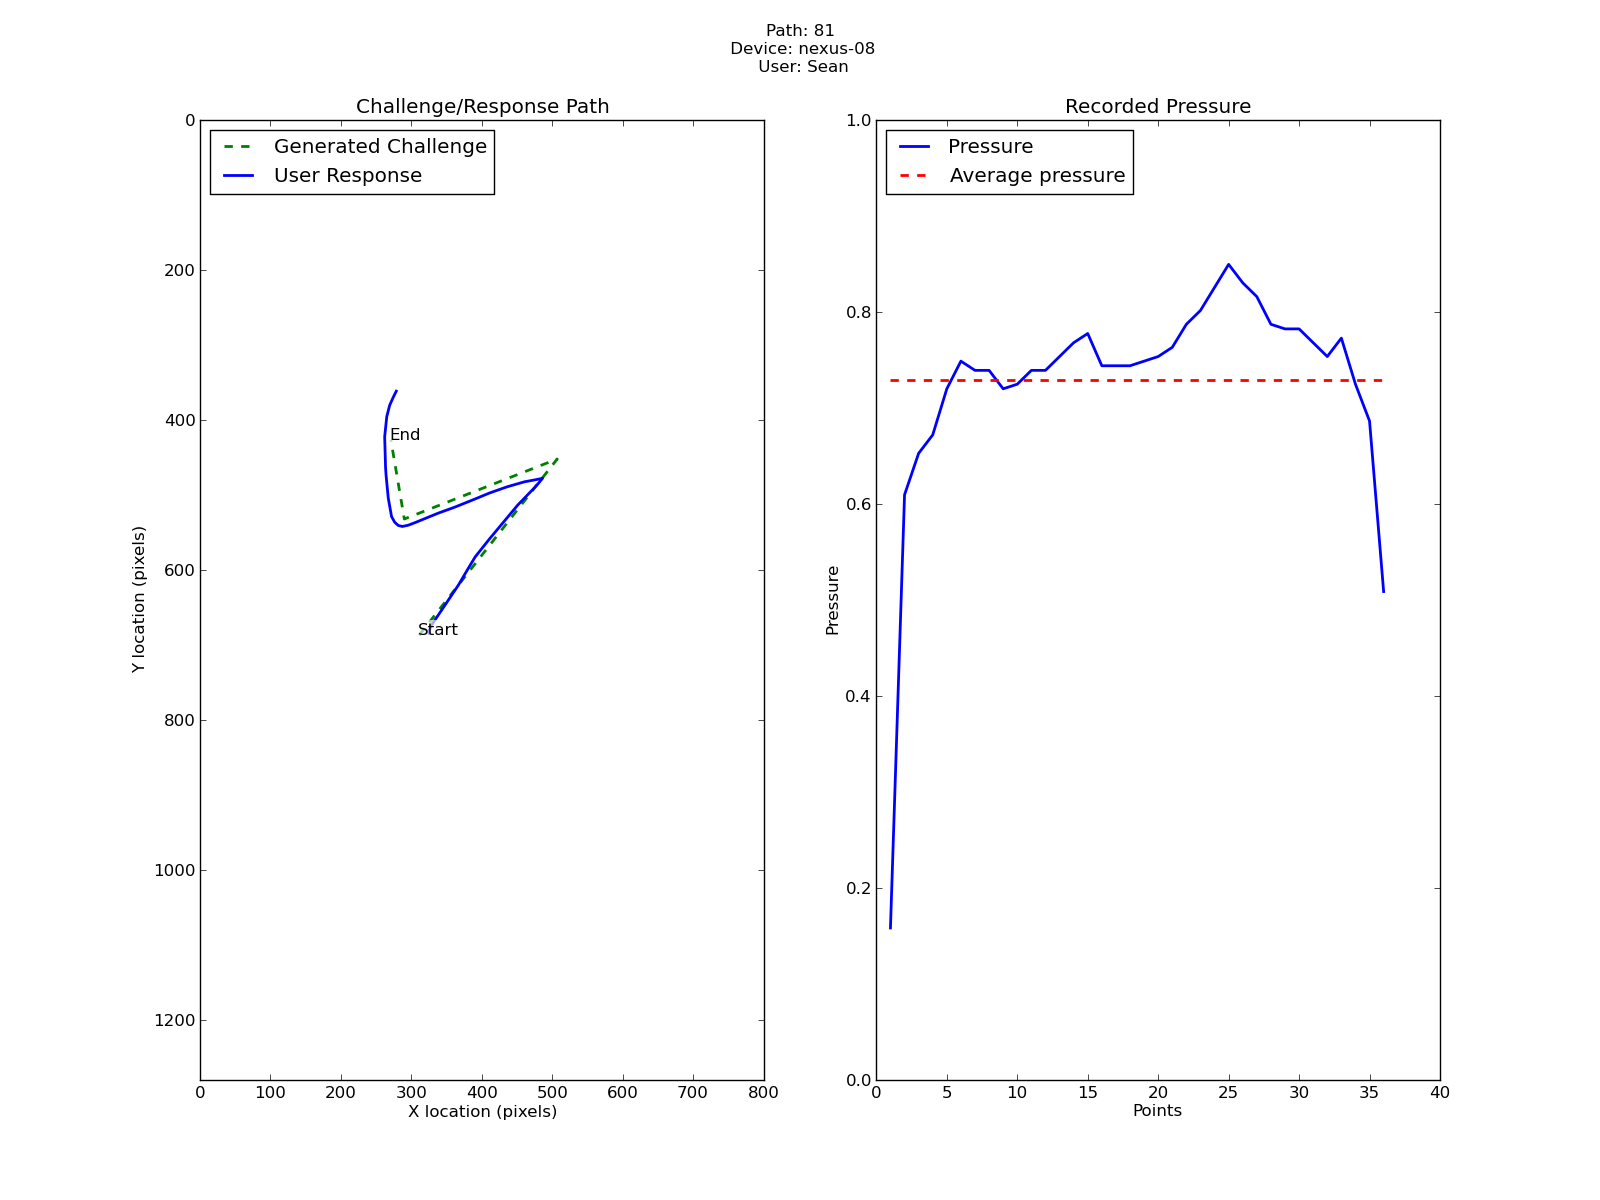 Path: 81
Device: nexus-08
User: Sean
Challenge/Response Path
Generated Challenge
User Response
0
200
400
600
800
1000
1200
Y location (pixels)
End
Start
0 100 200 300 400 500 600 700 800
X location (pixels)
Recorded Pressure
Pressure
Average pressure
1.0
0.8
0.6
0.4
0.2
0.0
Pressure
0 5 10 15 20 25 30 35 40
Points